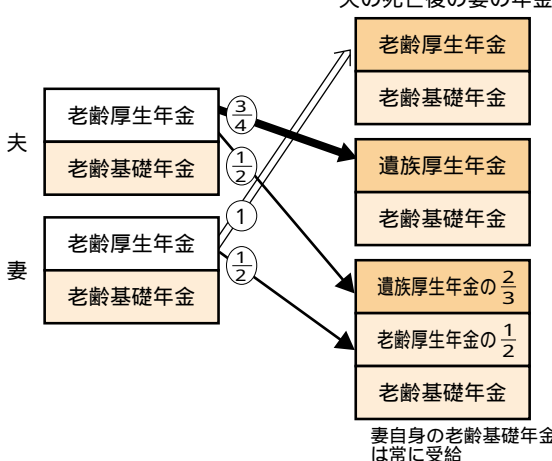 夫の死亡後の妻の年金
老齢厚生年金
老齢基礎年金
夫
老齢厚生年金
老齢基礎年金
3/4
1/2
遺族厚生年金
老齢基礎年金
妻
老齢厚生年金
老齢基礎年金
1
1/2
遺族厚生年金の2/3
老齢厚生年金の1/2
老齢基礎年金
妻自身の老齢基礎年金
は常に受給